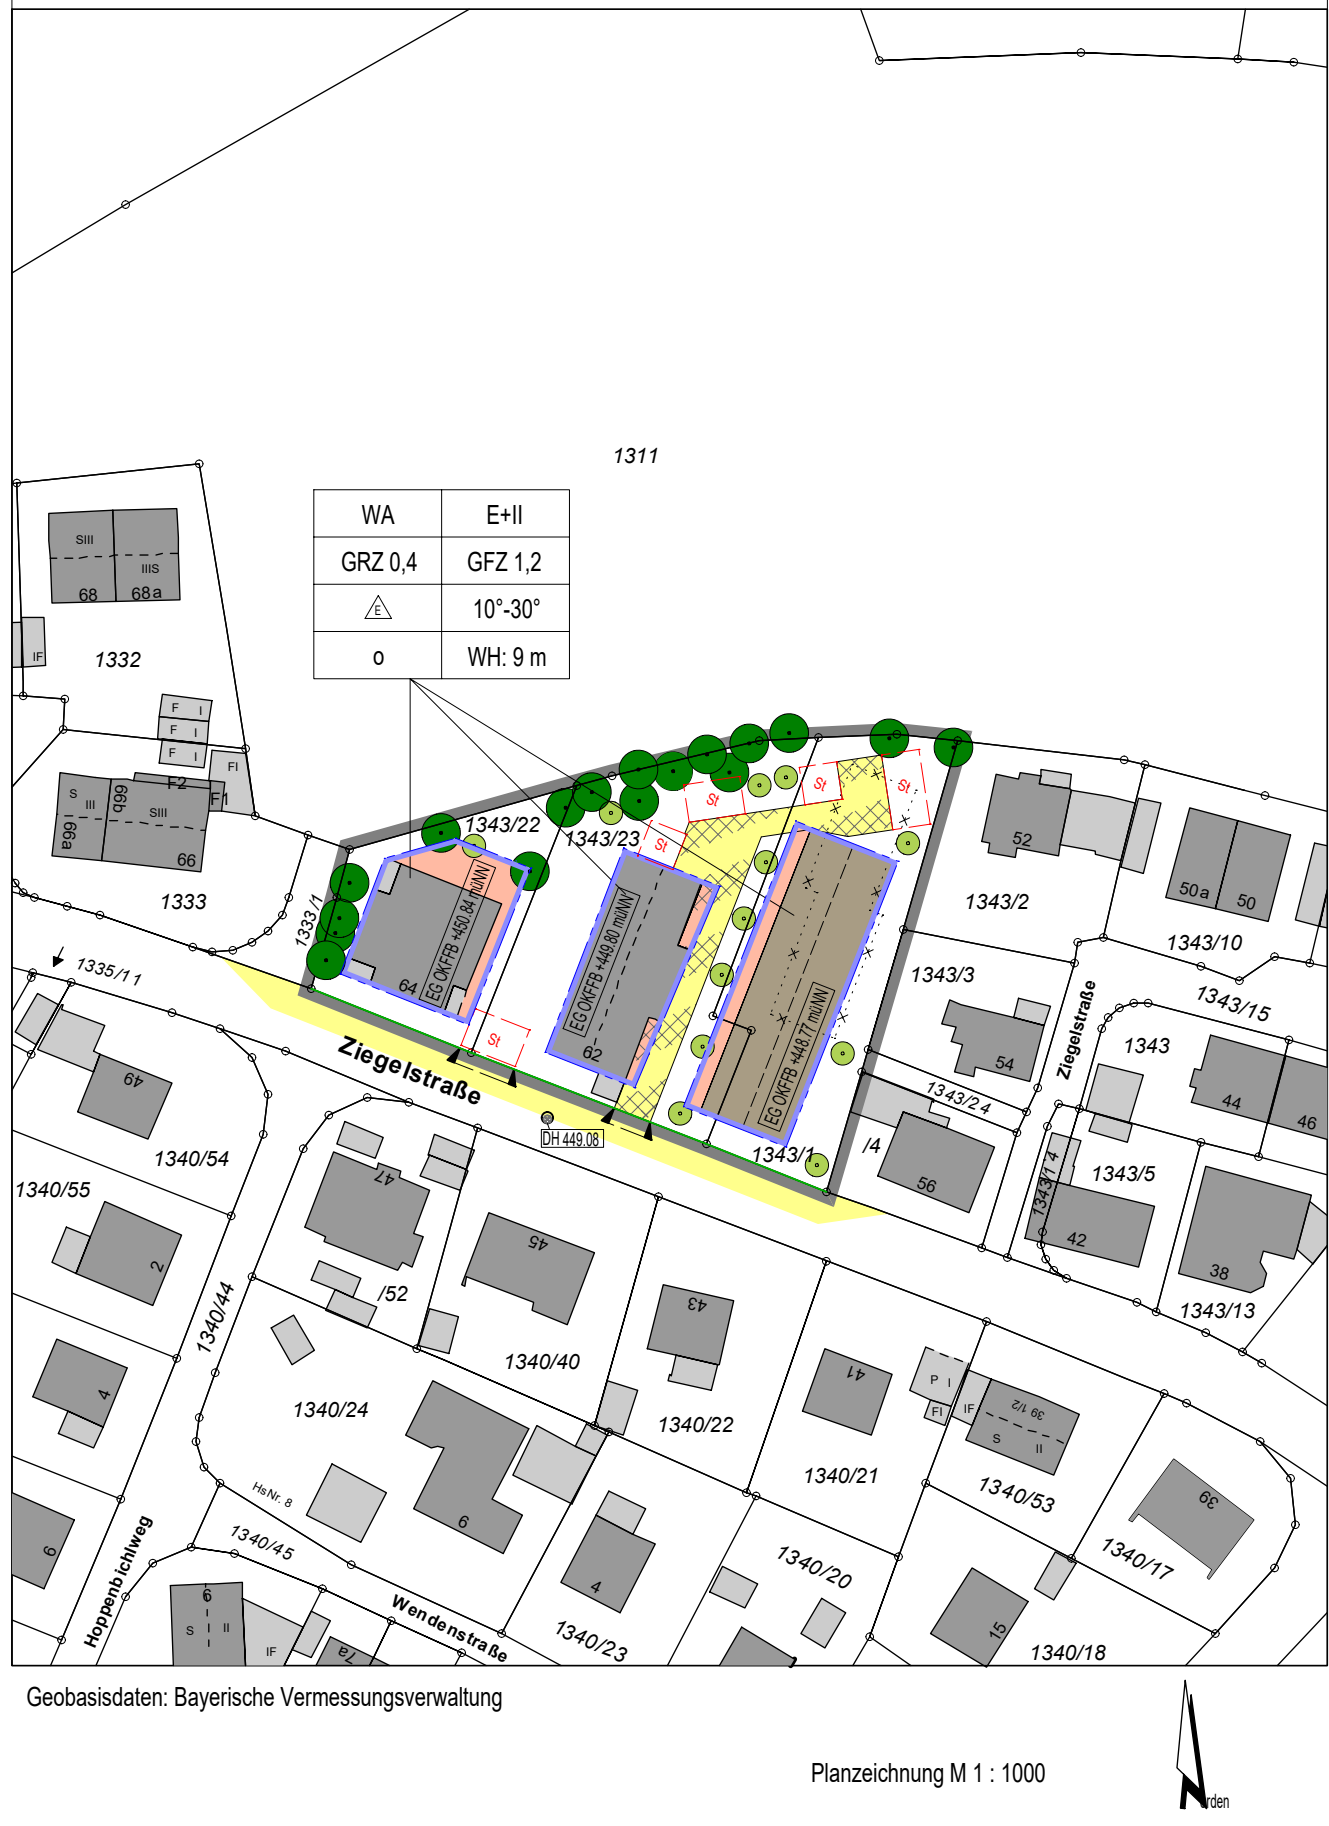 1311
WA E+II
GRZ 0,4 GFZ 1,2
E 10°-30°
o WH: 9 m
SIII
IIIS
68 68a
IF
1332
F I
F I
F I
FI
F2
F1
S III
66b
SIII
66a
66
1333
1333/1
1335/11
1343/22
1343/23
St
St
St
St
St
64
EG OKFFB +450.84 müNN
62
EG OKFFB +449.80 müNN
EG OKFFB +448.77 müNN
52
50a 50
1343/2
1343/10
1343/3
1343/15
Ziegelstraße
1343
54
44
46
1343/24
Ziegelstraße
DH 449.08
1343/1
/4
56
1343/14
1343/5
42
38
1343/13
49
1340/54
1340/55
47
2
45
/52
43
1340/44
1340/40
4
41
P I
FI
IF
39 1/2
S II
1340/24
1340/22
1340/21
1340/53
39
HsNr. 8
9
9
1340/45
1340/17
1340/20
4
Hoppenbichlweg
6
S II
IF
7a
Wendenstraße
1340/23
15
1340/18
Geobasisdaten: Bayerische Vermessungsverwaltung
Planzeichnung M 1 : 1000
Norden